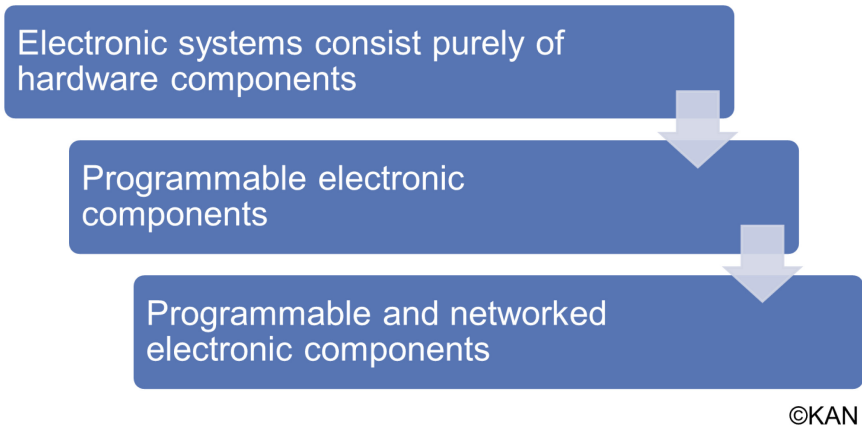 Electronic systems consist purely of
hardware components
Programmable electronic
components
Programmable and networked
electronic components
©KAN